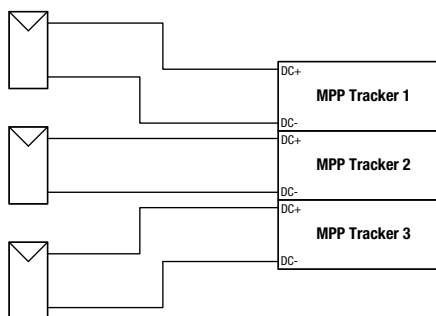 DC+
MPP Tracker 1
DC-
DC+
MPP Tracker 2
DC-
DC+
MPP Tracker 3
DC-